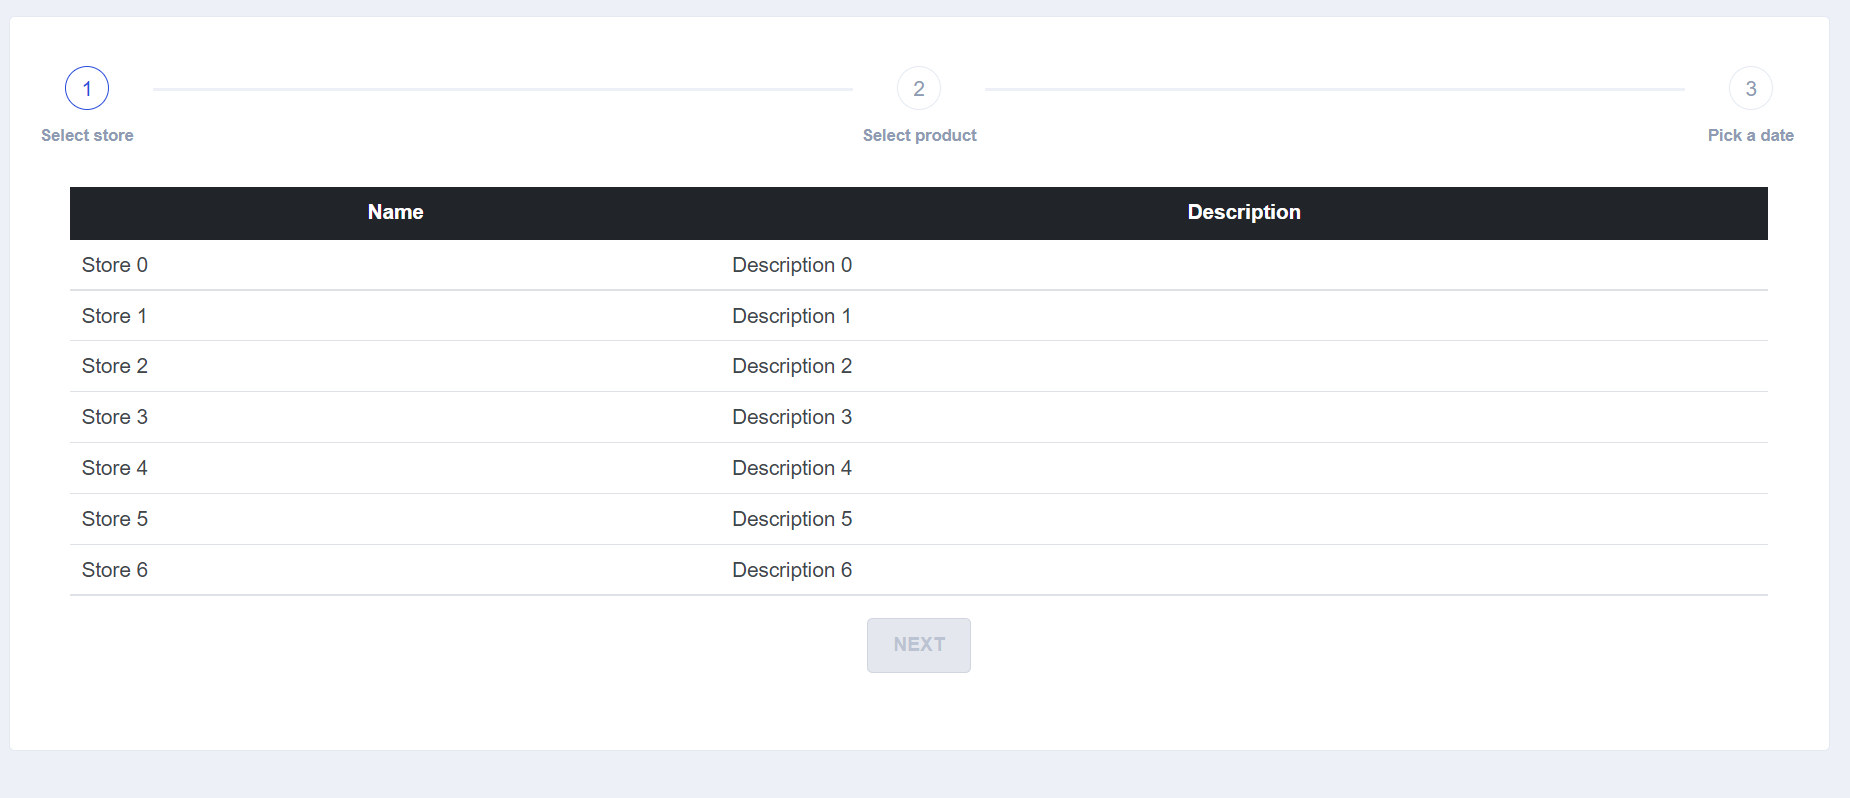 1 2 3
Select store Select product Pick a date
Name Description
Store 0 Description 0
Store 1 Description 1
Store 2 Description 2
Store 3 Description 3
Store 4 Description 4
Store 5 Description 5
Store 6 Description 6
NEXT